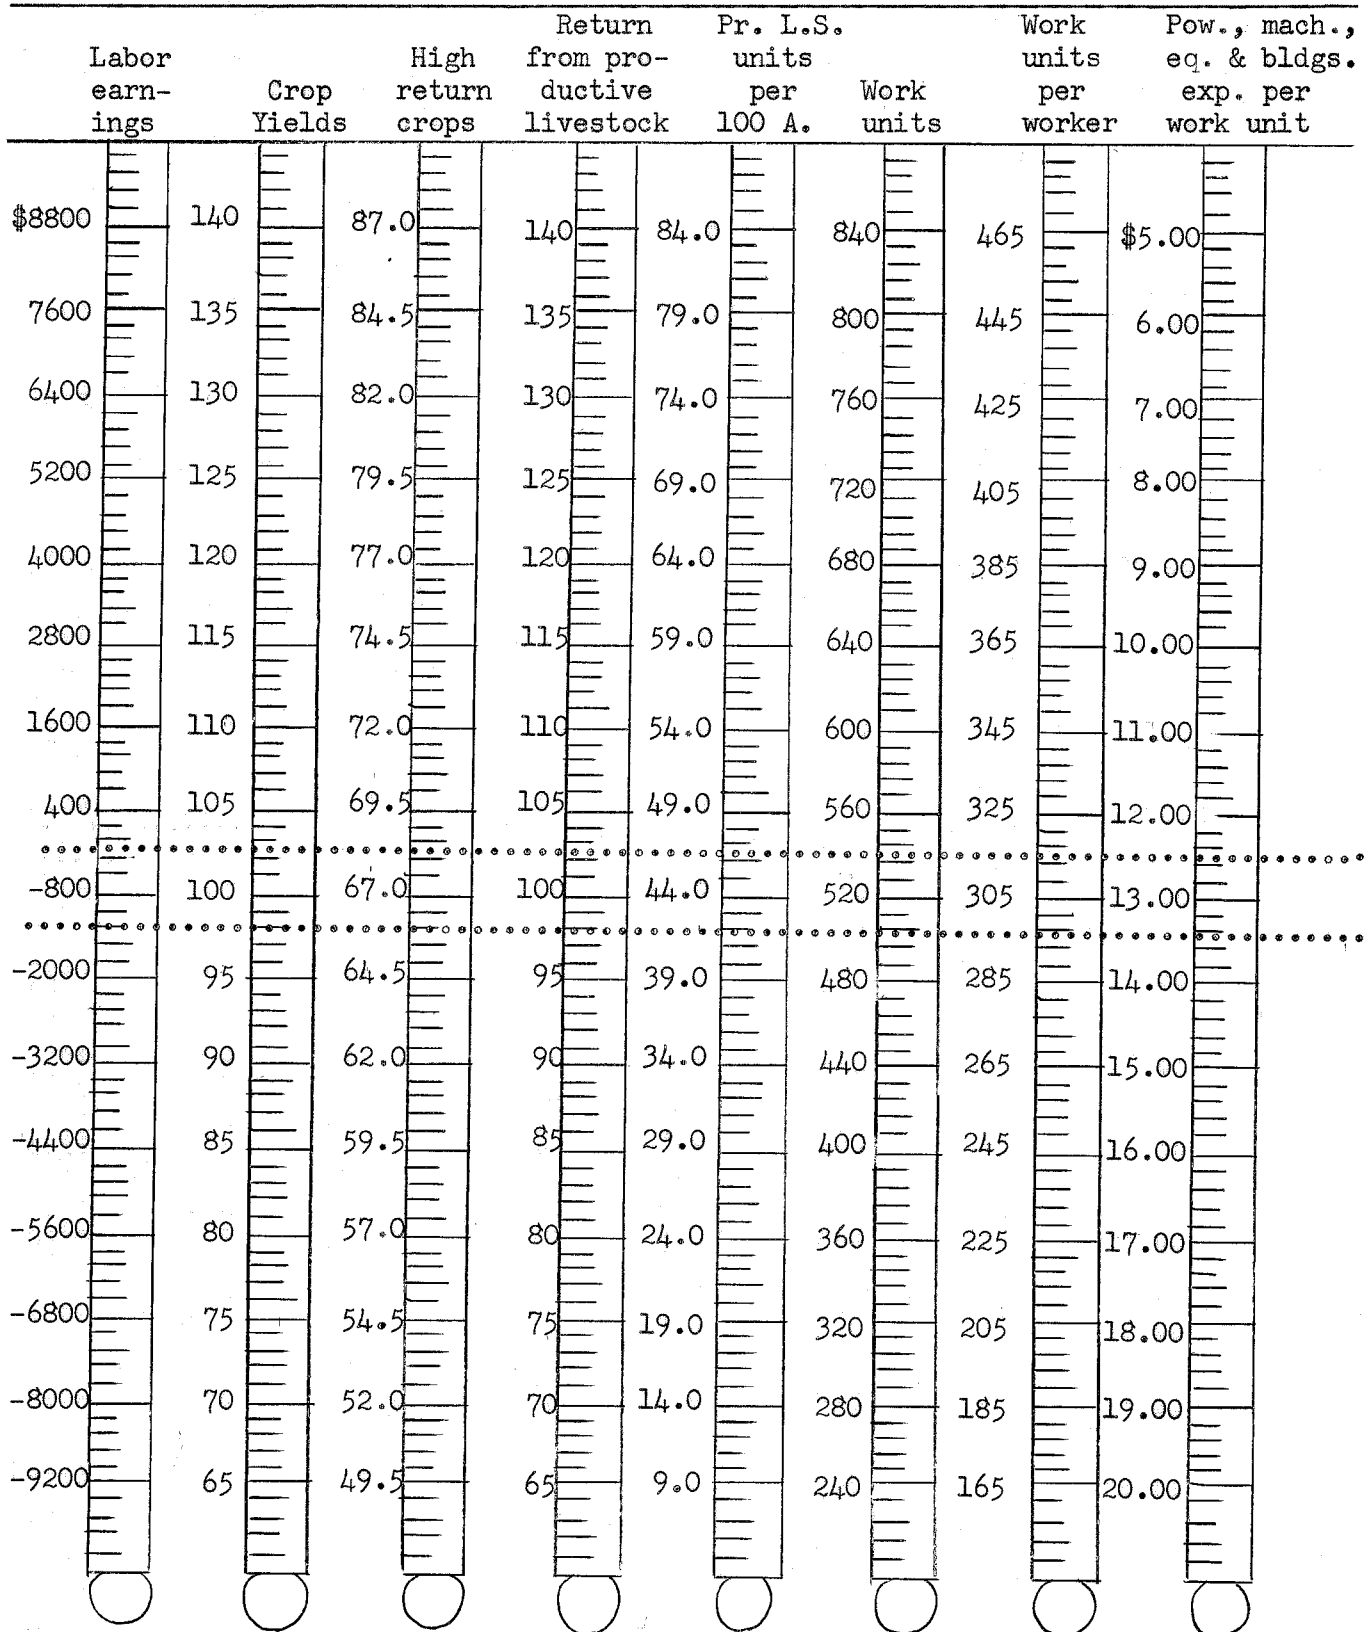 Return Pr. L.S. Work Pow., mach.,
Labor High from pro- units units eq. & bldgs.
earn- Crop return ductive per Work per exp. per
ings Yields crops livestock 100 A. units worker work unit
$8800 140 87.0 140 84.0 840 465 $5.00
7600 135 84.5 135 79.0 800 445 6.00
6400 130 82.0 130 74.0 760 425 7.00
5200 125 79.5 125 69.0 720 405 8.00
4000 120 77.0 120 64.0 680 385 9.00
2800 115 74.5 115 59.0 640 365 10.00
1600 110 72.0 110 54.0 600 345 11.00
400 105 69.5 105 49.0 560 325 12.00
-800 100 67.0 100 44.0 520 305 13.00
-2000 95 64.5 95 39.0 480 285 14.00
-3200 90 62.0 90 34.0 440 265 15.00
-4400 85 59.5 85 29.0 400 245 16.00
-5600 80 57.0 80 24.0 360 225 17.00
-6800 75 54.5 75 19.0 320 205 18.00
-8000 70 52.0 70 14.0 280 185 19.00
-9200 65 49.5 65 9.0 240 165 20.00